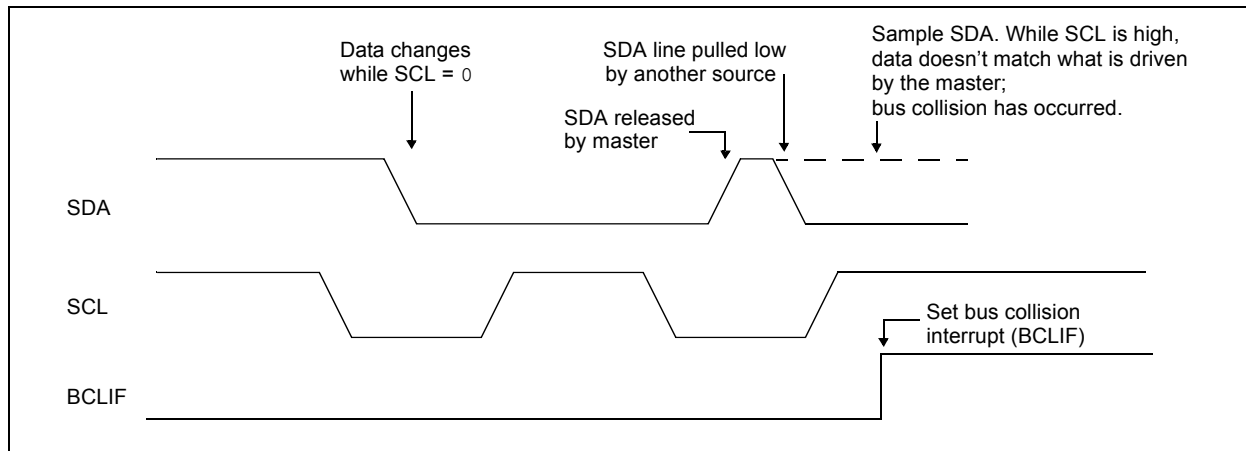 Data changes
while SCL = 0
SDA line pulled low
by another source
SDA released
by master
Sample SDA. While SCL is high,
data doesn’t match what is driven
by the master;
bus collision has occurred.
SDA
SCL
Set bus collision
interrupt (BCLIF)
BCLIF